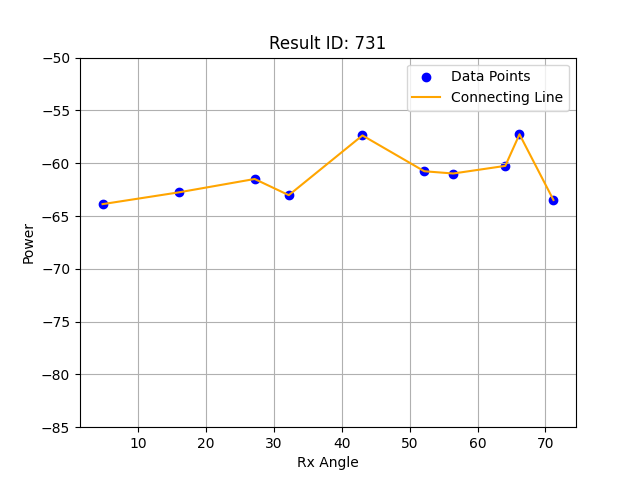 Result ID: 731
Data Points
Connecting Line
Power
−50
−55
−60
−65
−70
−75
−80
−85
10 20 30 40 50 60 70
Rx Angle